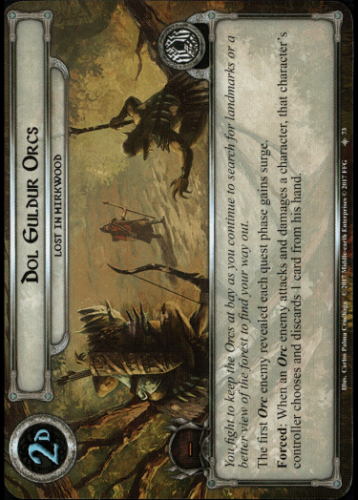 2D
DOL GULDUR ORCS
LOST IN MIRKWOOD
–
You fight to keep the Orcs at bay as you continue to search for landmarks or a
better view of the forest to find your way out.
The first Orc enemy revealed each quest phase gains surge.
Forced: When an Orc enemy attacks and damages a character, that character's
controller chooses and discards 1 card from his hand.
Illus. Carlos Palma Cruchaga © 2017 Middle-earth Enterprises © 2017 FFG 73